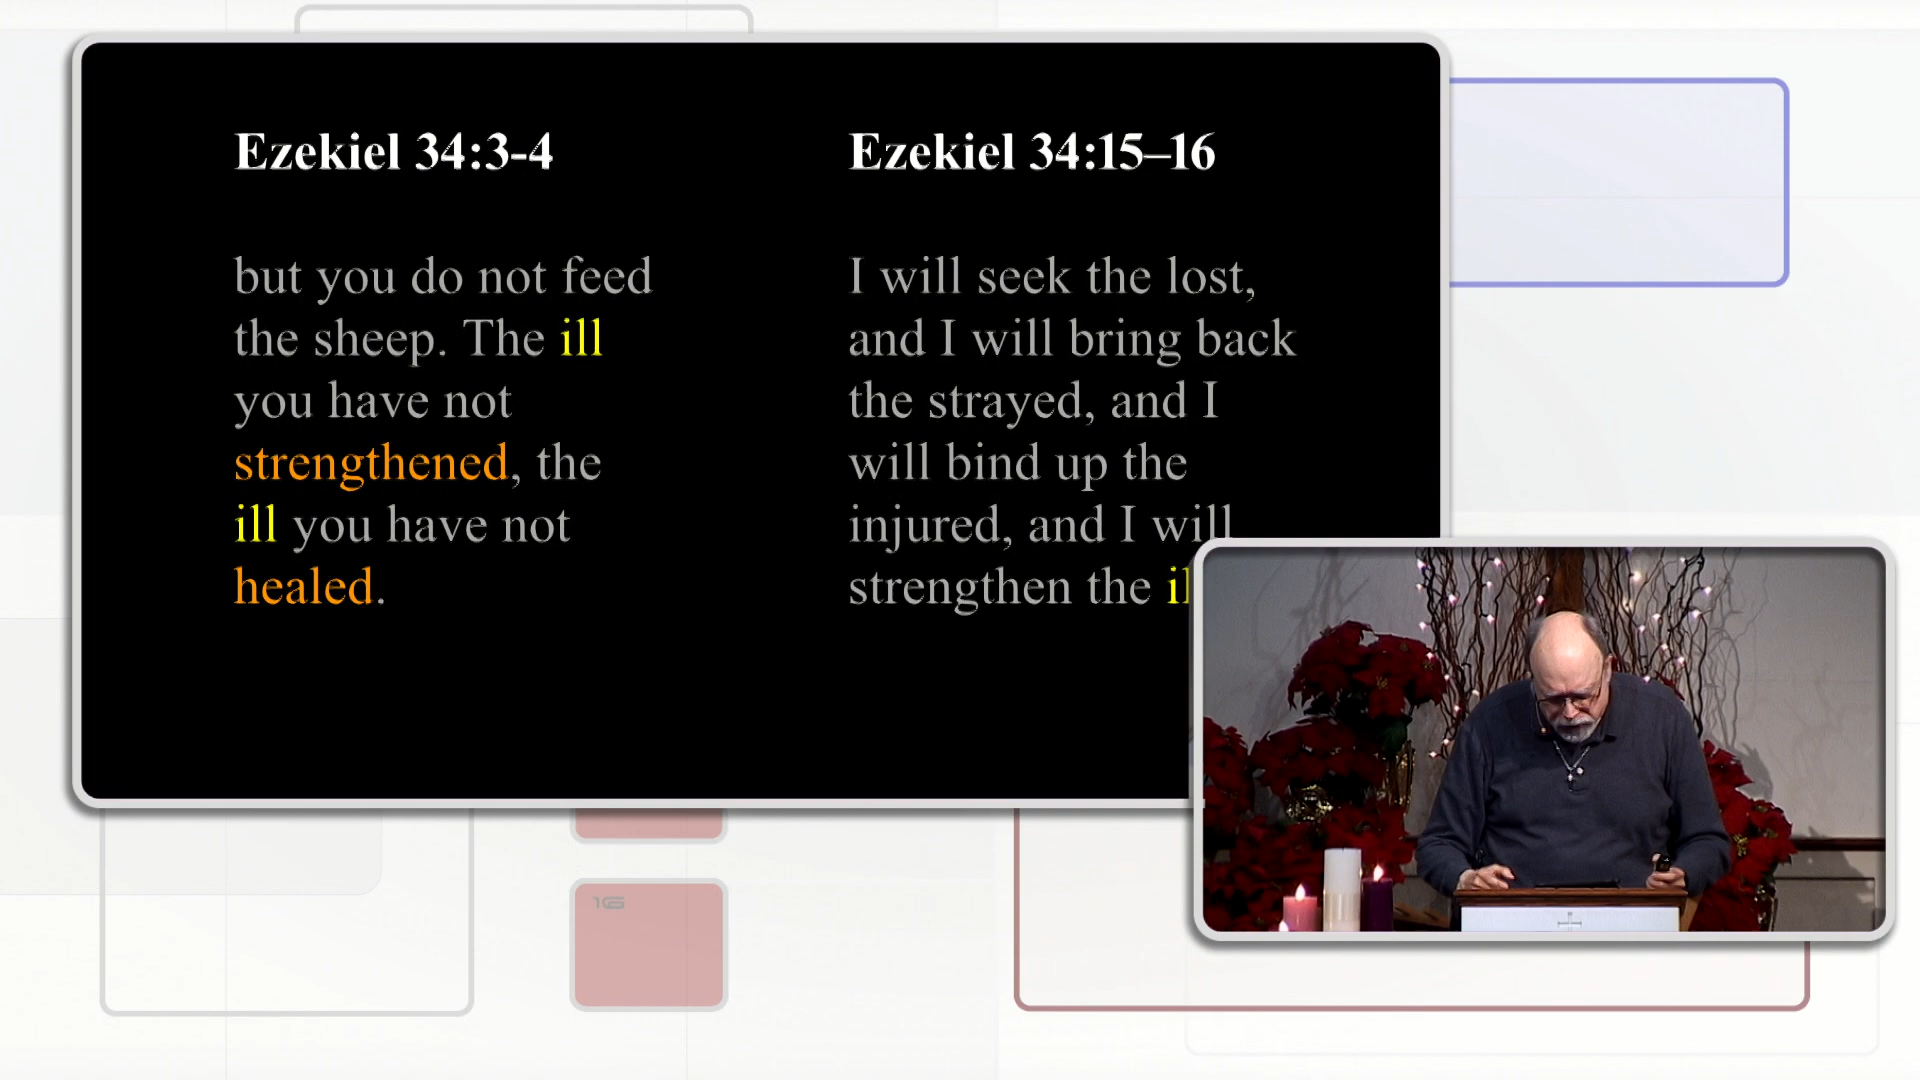 Ezekiel 34:3-4
but you do not feed
the sheep. The ill
you have not
strengthened, the
ill you have not
healed.
Ezekiel 34:15–16
I will seek the lost,
and I will bring back
the strayed, and I
will bind up the
injured, and I will
strengthen the
16